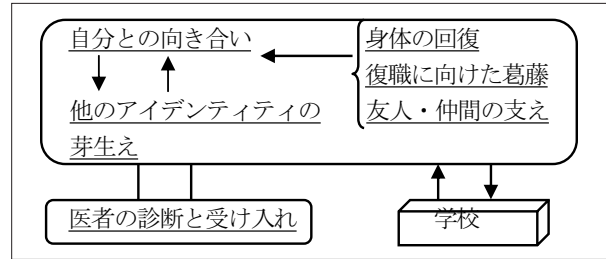 自分との向き合い
他のアイデンティティの
芽生え
身体の回復
復職に向けた葛藤
友人・仲間の支え
医者の診断と受け入れ
学校